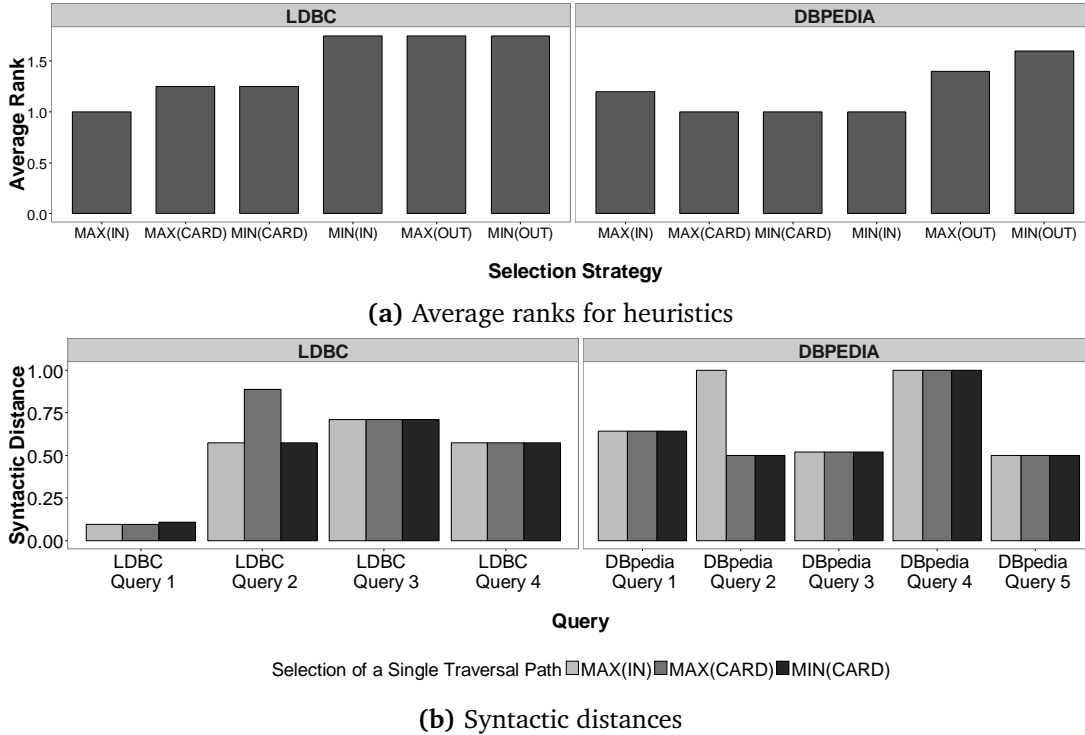 LDBC DBPEDIA
Average Rank
1.5
1.0
0.5
0.0
MAX(IN) MAX(CARD) MIN(CARD) MIN(IN) MAX(OUT) MIN(OUT) MAX(IN) MAX(CARD) MIN(CARD) MIN(IN) MAX(OUT) MIN(OUT)
Selection Strategy
(a) Average ranks for heuristics
LDBC DBPEDIA
Syntactic Distance
1.00
0.75
0.50
0.25
0.00
LDBC LDBC LDBC LDBC DBpedia DBpedia DBpedia DBpedia DBpedia
Query 1 Query 2 Query 3 Query 4 Query 1 Query 2 Query 3 Query 4 Query 5
Query
Selection of a Single Traversal Path MAX(IN) MAX(CARD) MIN(CARD)
(b) Syntactic distances